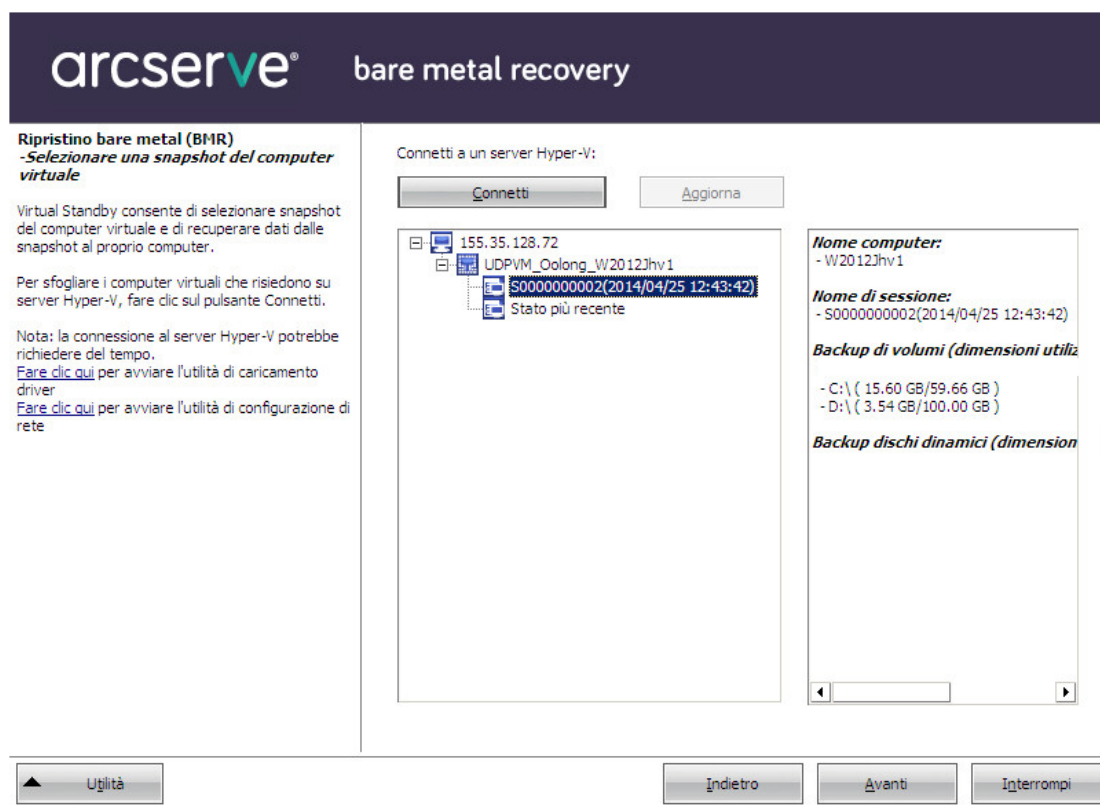 arcserve® bare metal recovery
Ripristino bare metal (BMR)
-Selezionare una snapshot del computer
virtuale
Virtual Standby consente di selezionare snapshot
del computer virtuale e di recuperare dati dalle
snapshot al proprio computer.
Per sfogliare i computer virtuali che risiedono su
server Hyper-V, fare clic sul pulsante Connetti.
Nota: la connessione al server Hyper-V potrebbe
richiedere del tempo.
Fare clic qui per avviare l'utilità di caricamento
driver
Fare clic qui per avviare l'utilità di configurazione di
rete
Connetti a un server Hyper-V:
Connetti
Aggiorna
155.35.128.72
UDPVM_Oolong_W2012Jhv1
S0000000002(2014/04/25 12:43:42)
Stato più recente
Nome computer:
- W2012Jhv1
Nome di sessione:
- S0000000002(2014/04/25 12:43:42)
Backup di volumi (dimensioni utiliz
- C:\ ( 15.60 GB/59.66 GB )
- D:\ ( 3.54 GB/100.00 GB )
Backup dischi dinamici (dimension
Utilità
Indietro
Avanti
Interrompi